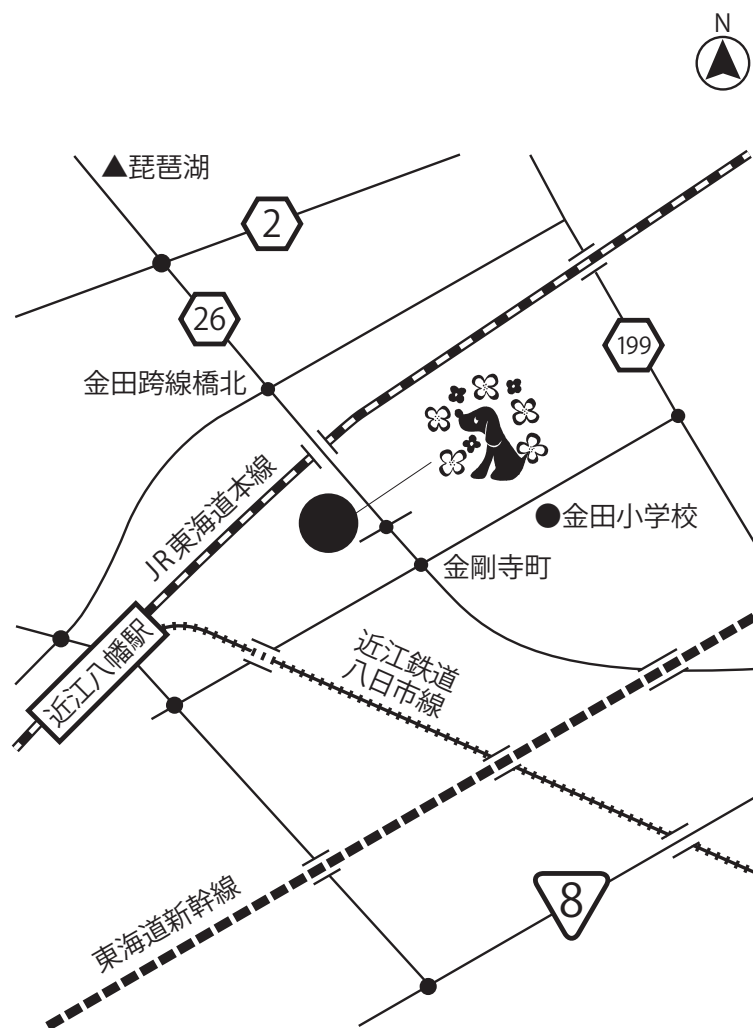 N
▲琵琶湖
2
26
199
金田跨線橋北
JR東海道本線
金田小学校
金剛寺町
近江八幡駅
近江鉄道
八日市線
8
東海道新幹線